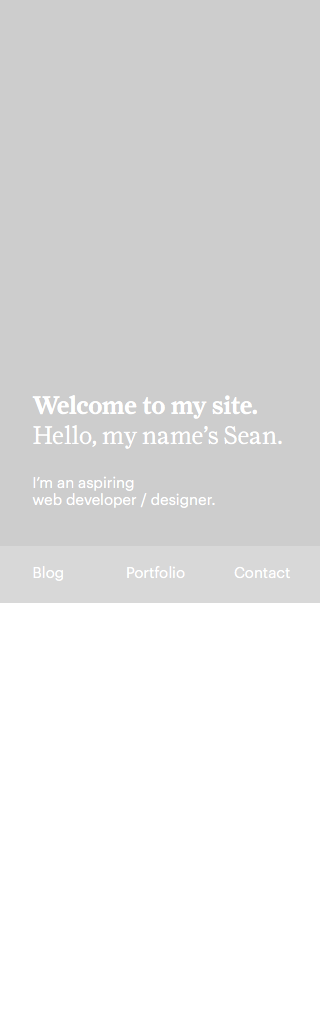 Welcome to my site.
Hello, my name’s Sean.
I’m an aspiring
web developer / designer.
Blog Portfolio Contact